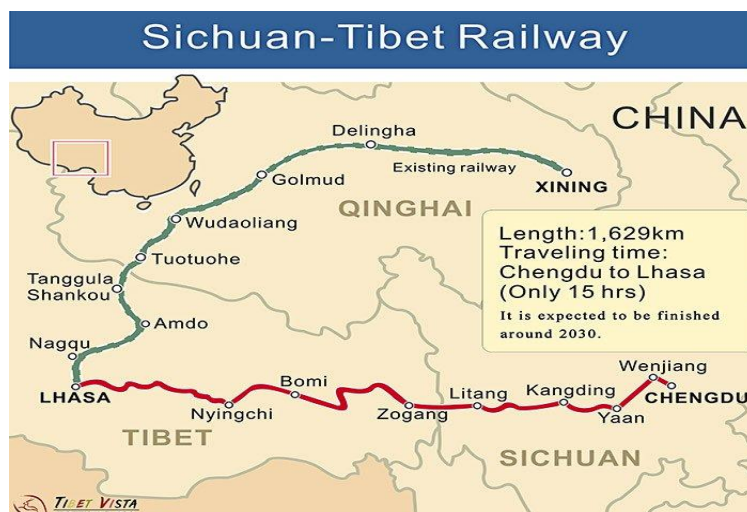 Sichuan-Tibet Railway
CHINA
Delingha
Existing railway
Golmud
XINING
QINGHAI
Wudaoliang
Length:1,629km
Traveling time:
Chengdu to Lhasa
(Only 15 hrs)
It is expected to be finished
around 2030.
Tuotuohe
Tanggula
Shankou
Amdo
Nagqu
Wenjiang
LHASA
Bomi
Litang
Kangding
CHENGDU
Nyingchi
Zogang
Yaan
TIBET
SICHUAN
TIBET VISTA